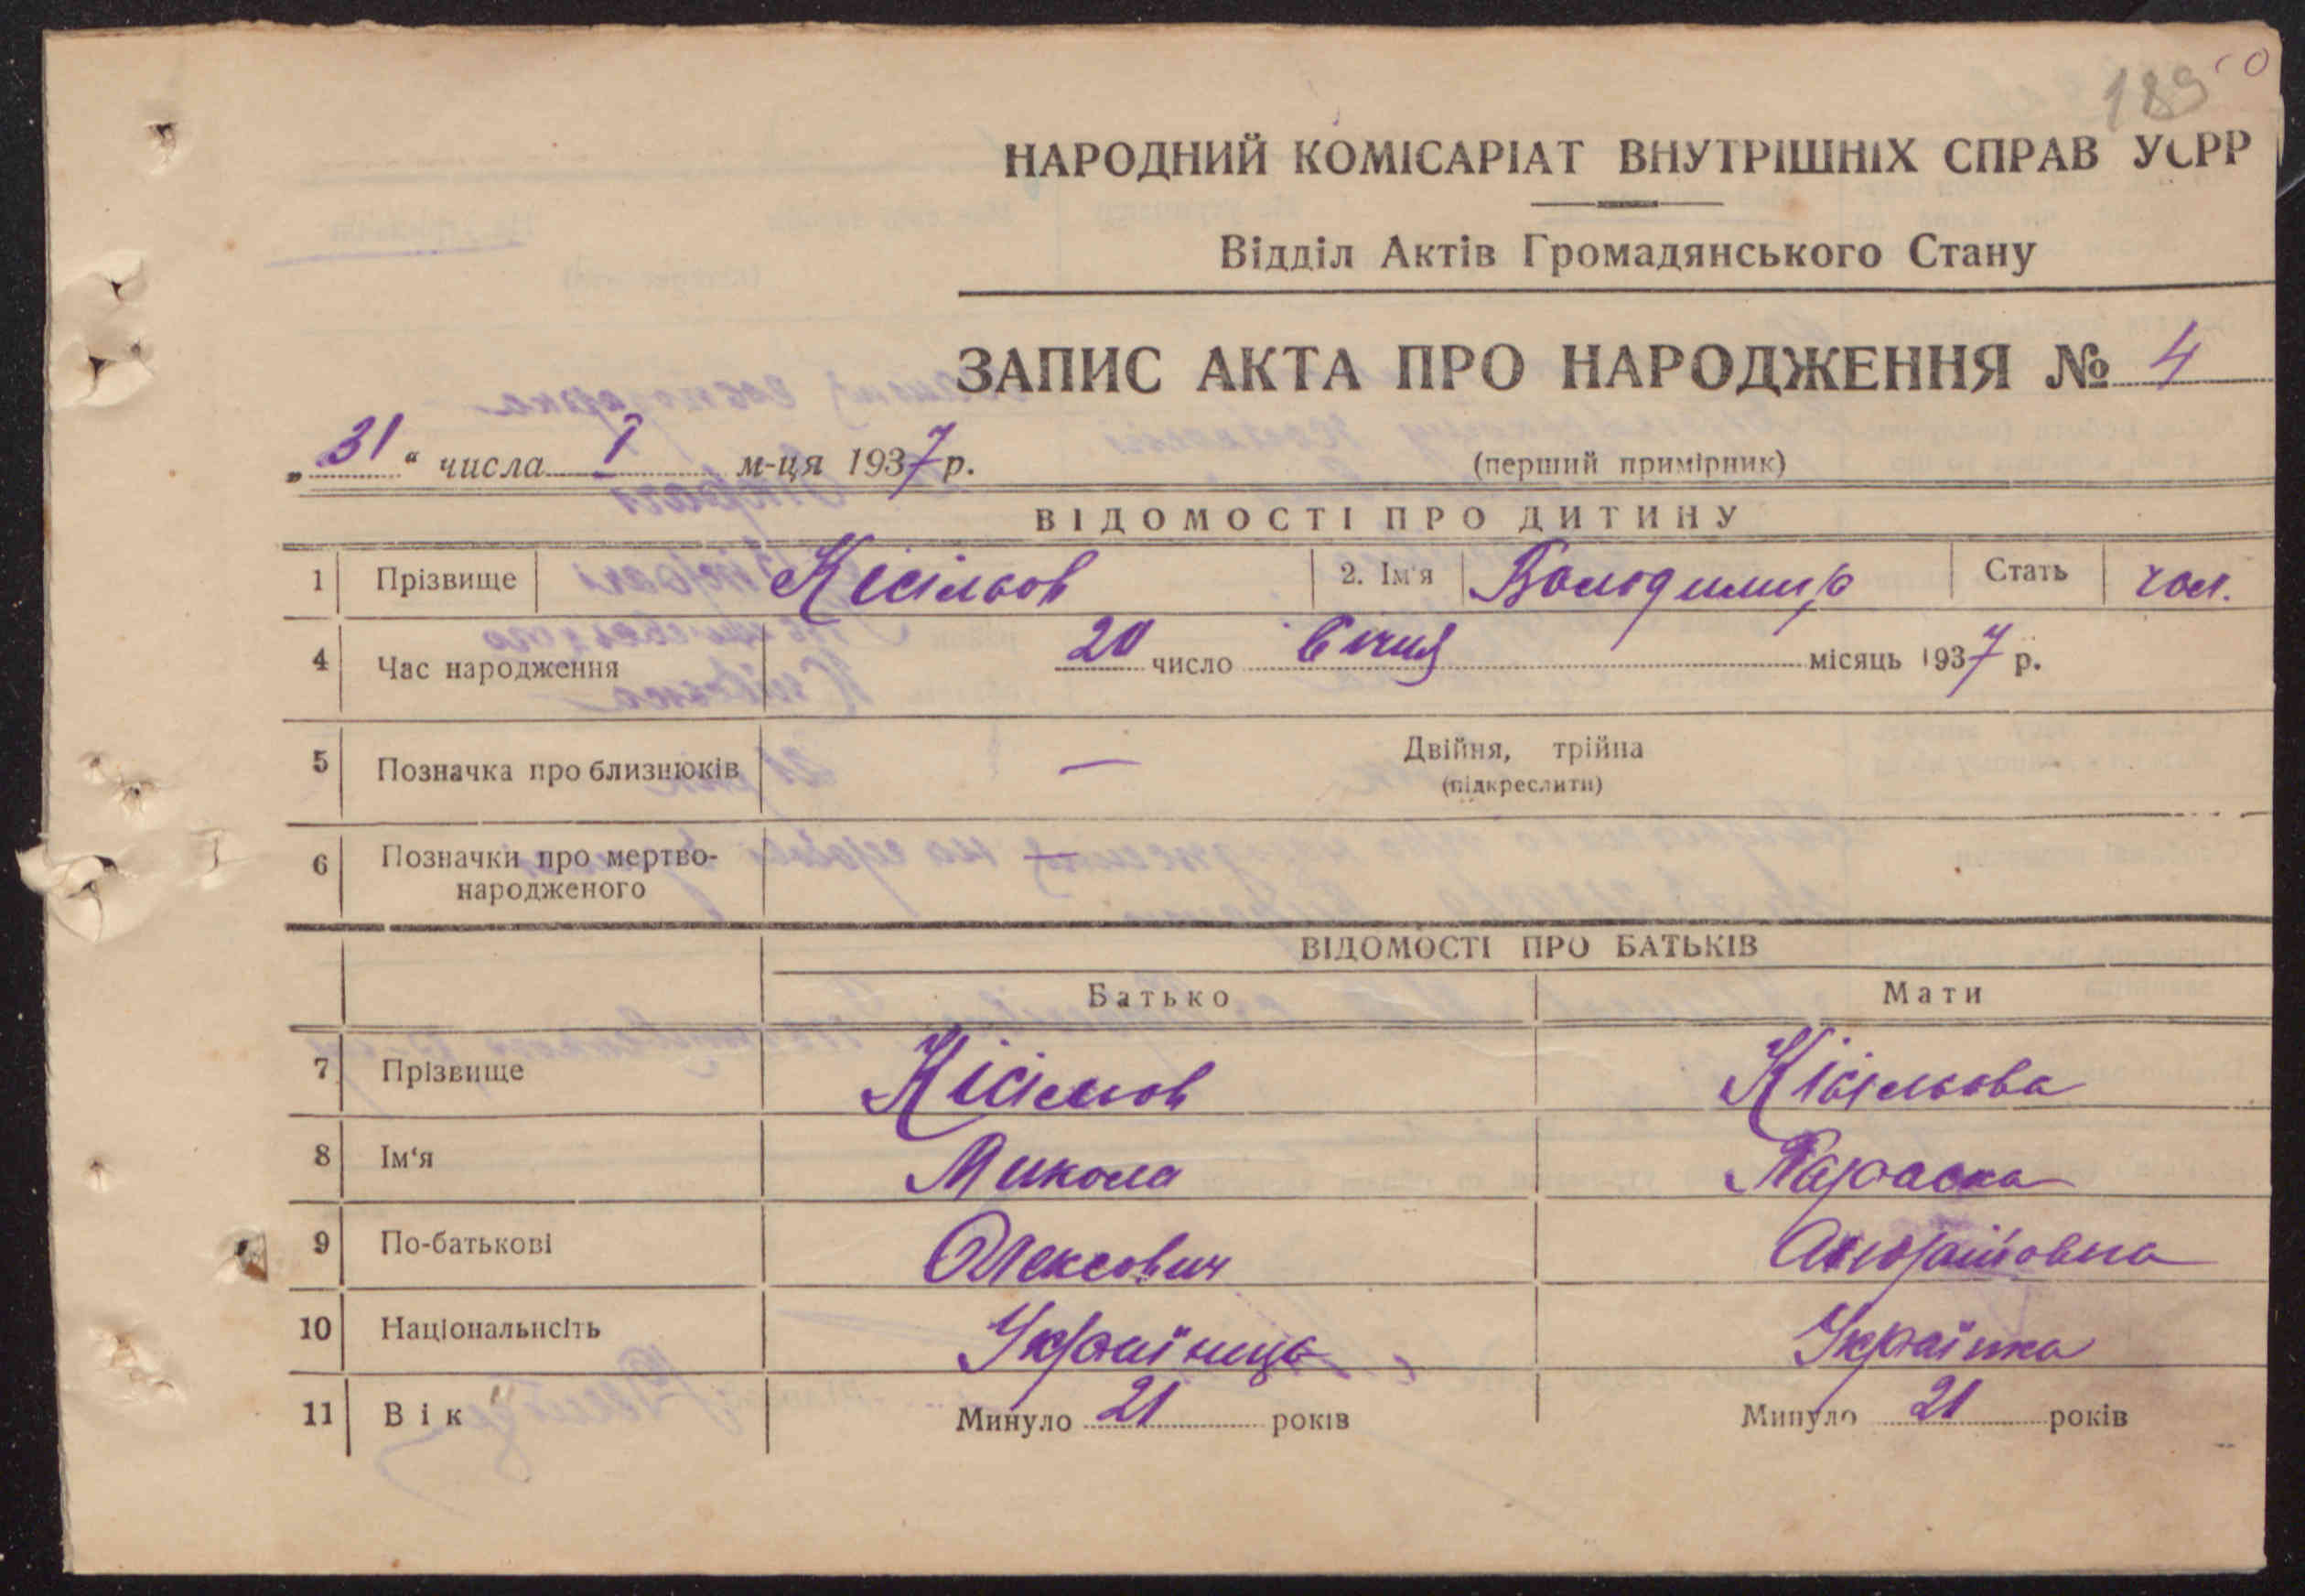 189
НАРОДНИЙ КОМІСАРІАТ ВНУТРІШНІХ СПРАВ УСРР
Відділ Актів Громадянського Стану
ЗАПИС АКТА ПРО НАРОДЖЕННЯ № 4
„31“ числа I м-ця 1937 р. (перший примірник)
ВІДОМОСТІ ПРО ДИТИНУ
1 Прізвище Кісільов 2. Ім'я Володимир Стать чол.
4 Час народження 20 число Січня місяць 1937 р.
5 Позначка про близнюків — Двійня, трійна
(підкреслити)
6 Позначки про мертво- —
народженого
ВІДОМОСТІ ПРО БАТЬКІВ
Батько Мати
7 Прізвище Кісільов Кісільова
8 Ім'я Микола Параска
9 По-батькові Олексович
10 Національнсіть Українець Українка
11 Вік Минуло 21 років Минуло 21 років